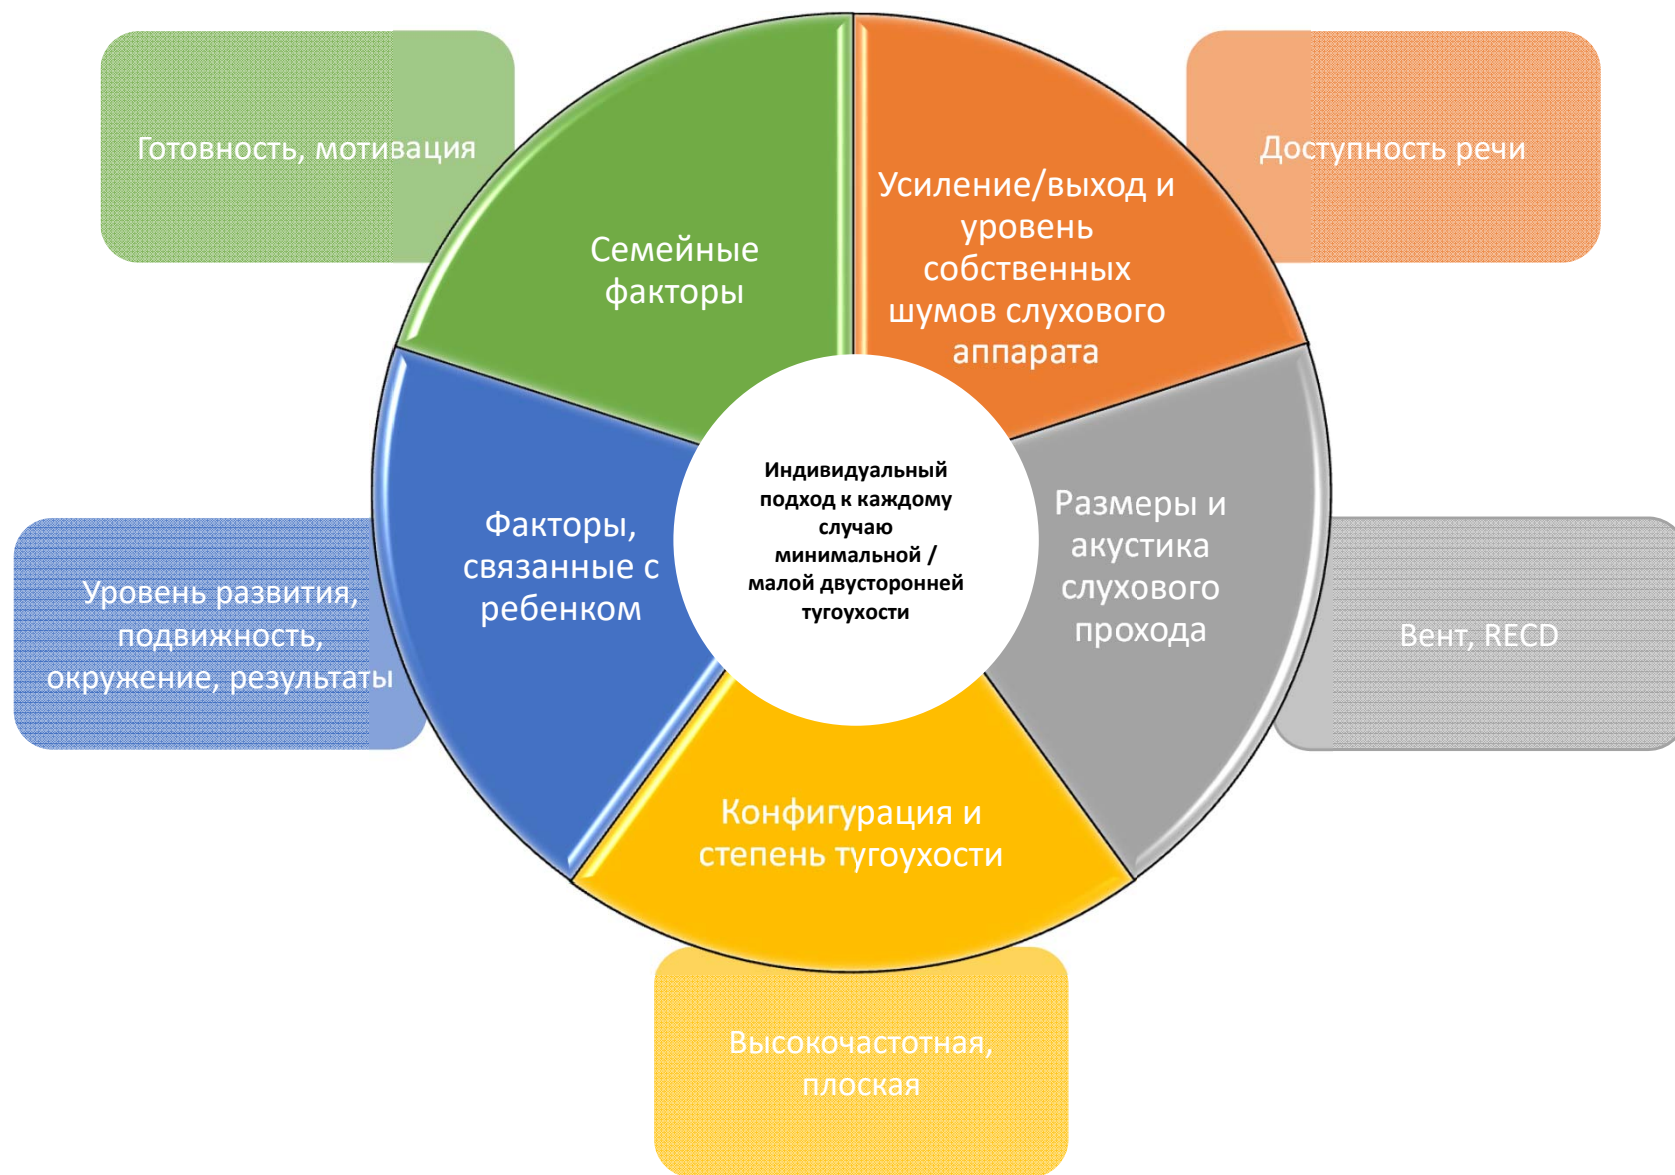 Готовность, мотивация
Доступность речи
Семейные
факторы
Усиление/выход и
уровень
собственных
шумов слухового
аппарата
Индивидуальный
подход к каждому
случаю
минимальной /
малой двусторонней
тугоухости
Факторы,
связанные с
ребенком
Размеры и
акустика
слухового
прохода
Уровень развития,
подвижность,
окружение, результаты
Вент, RECD
Конфигурация и
степень тугоухости
Высокочастотная,
плоская